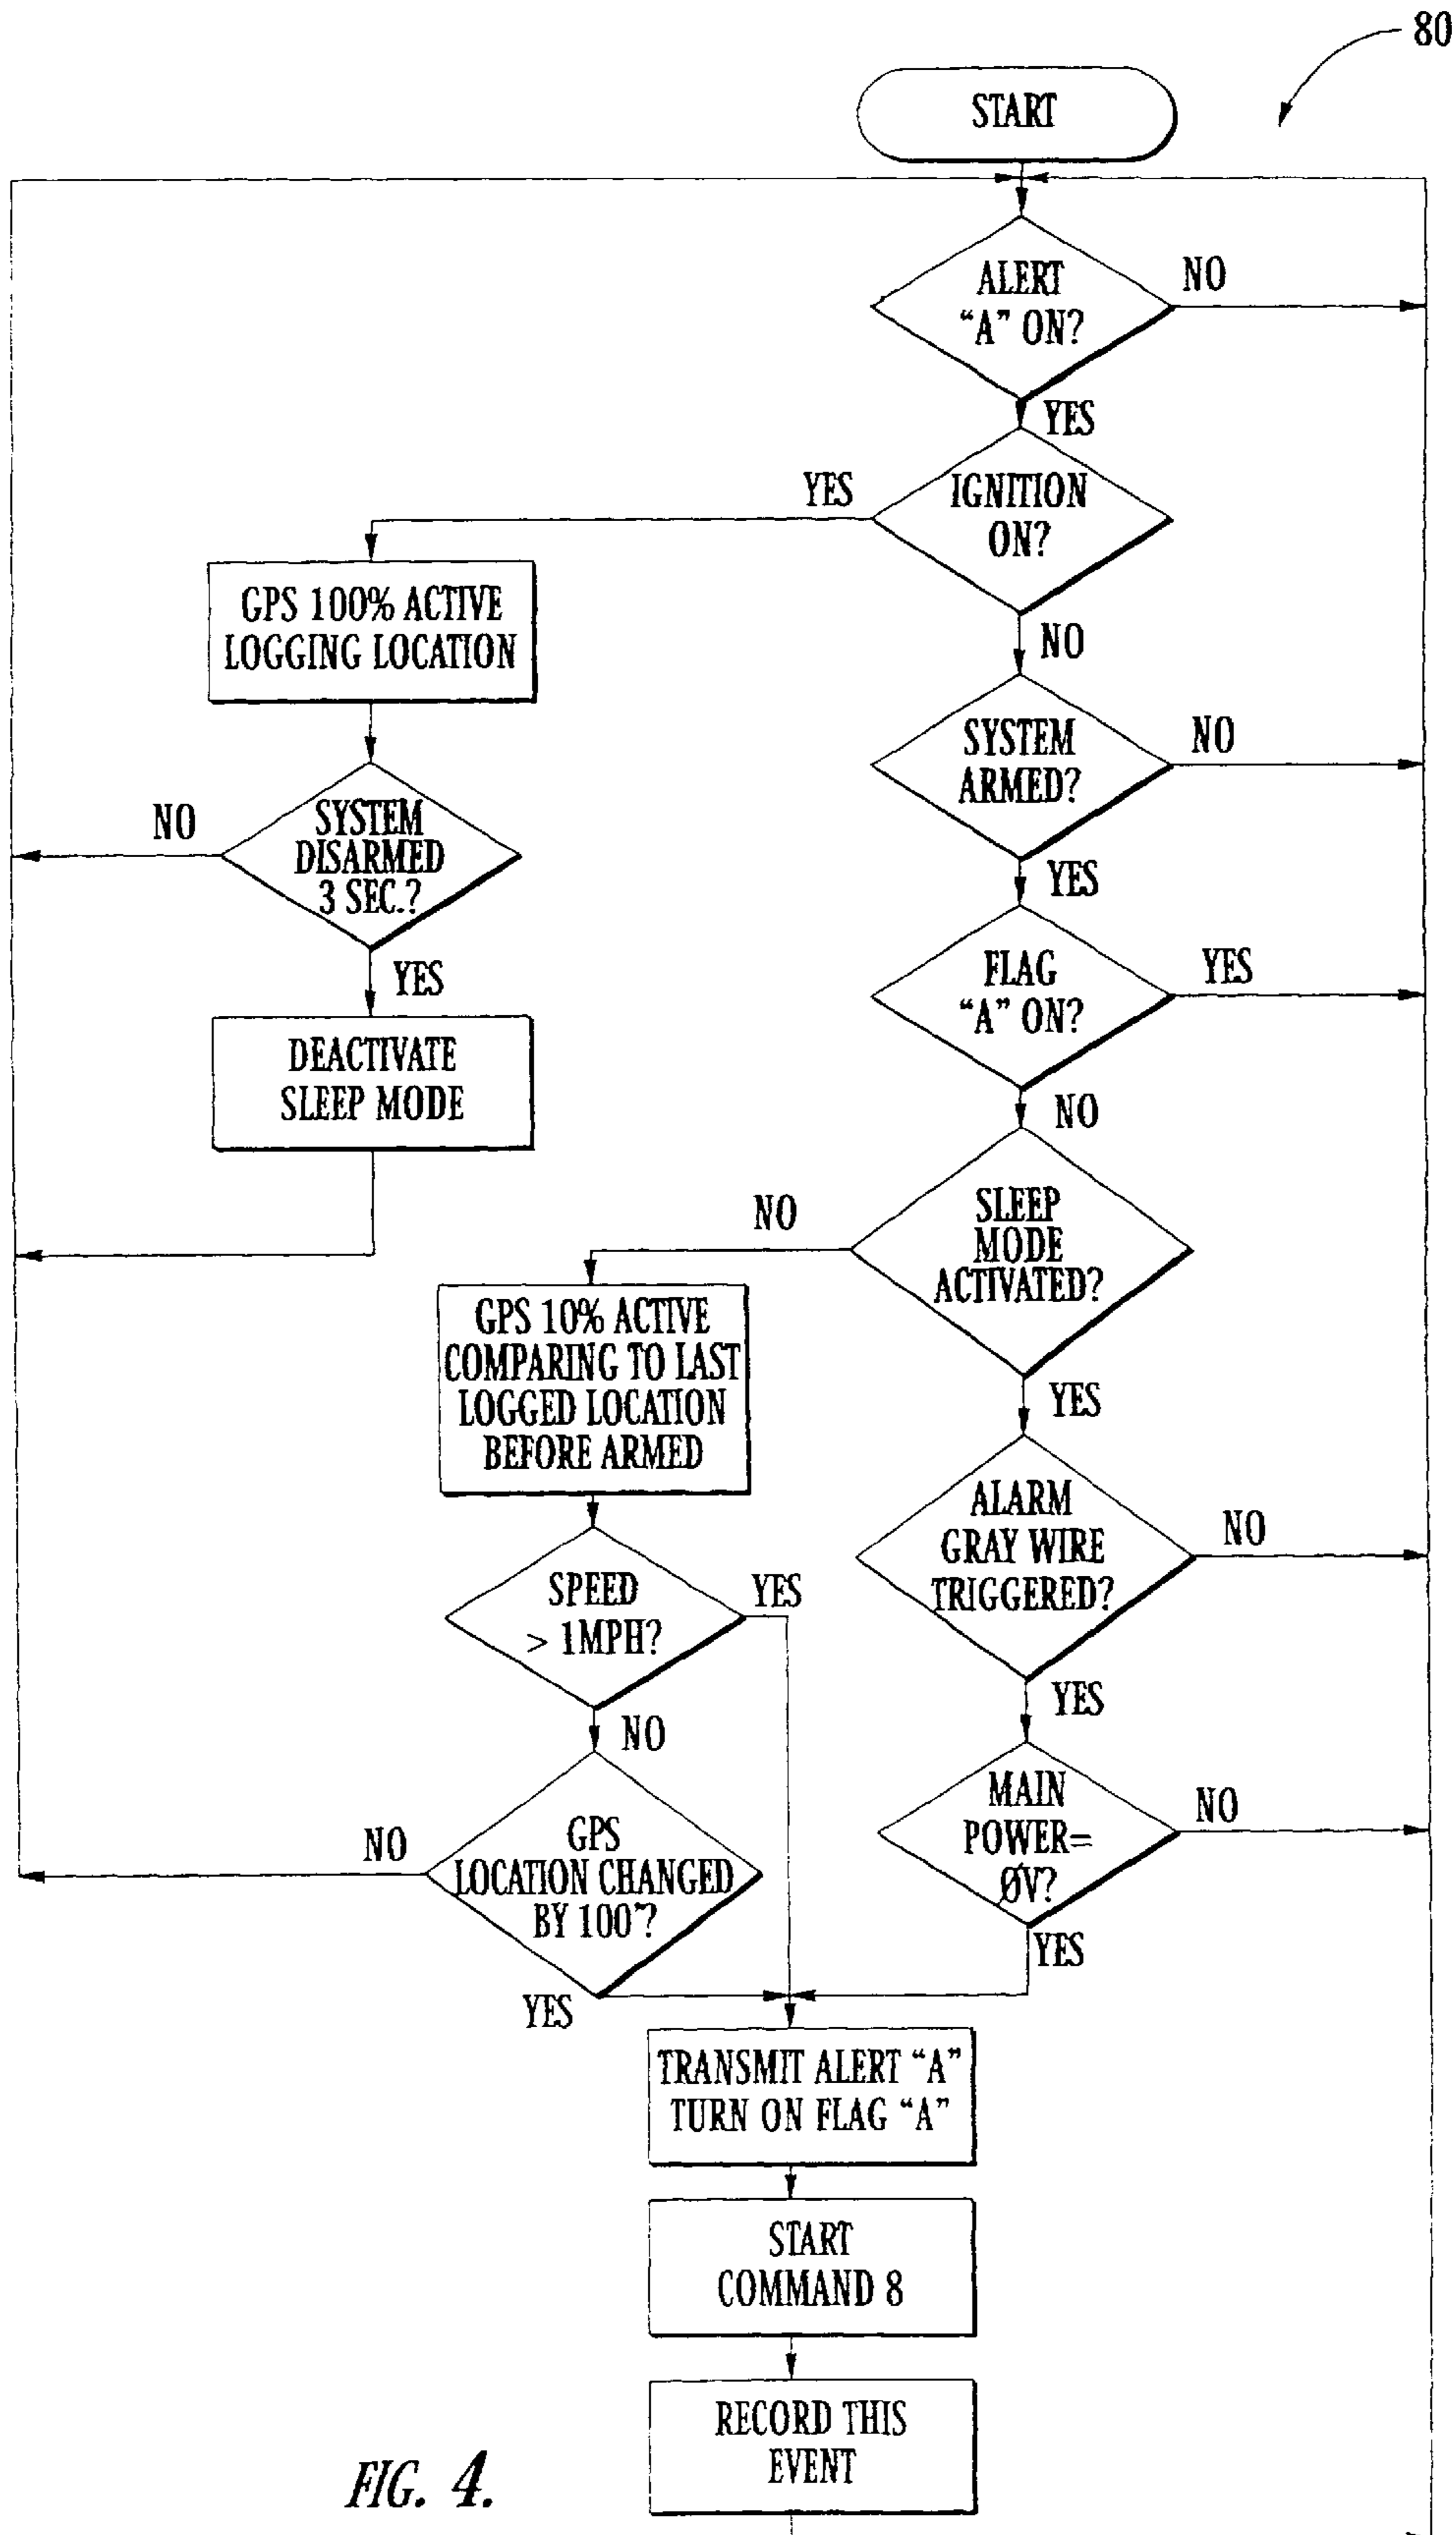 80
START
ALERT
“A” ON?
NO
YES
IGNITION
ON?
YES
NO
GPS 100% ACTIVE
LOGGING LOCATION
SYSTEM
ARMED?
NO
YES
SYSTEM
DISARMED
3 SEC.?
NO
YES
FLAG
“A” ON?
YES
NO
DEACTIVATE
SLEEP MODE
SLEEP
MODE
ACTIVATED?
NO
YES
GPS 10% ACTIVE
COMPARING TO LAST
LOGGED LOCATION
BEFORE ARMED
ALARM
GRAY WIRE
TRIGGERED?
NO
YES
SPEED
> 1MPH?
YES
NO
MAIN
POWER=
ØV?
NO
YES
GPS
LOCATION CHANGED
BY 100'?
NO
YES
TRANSMIT ALERT “A”
TURN ON FLAG “A”
START
COMMAND 8
RECORD THIS
EVENT
FIG. 4.